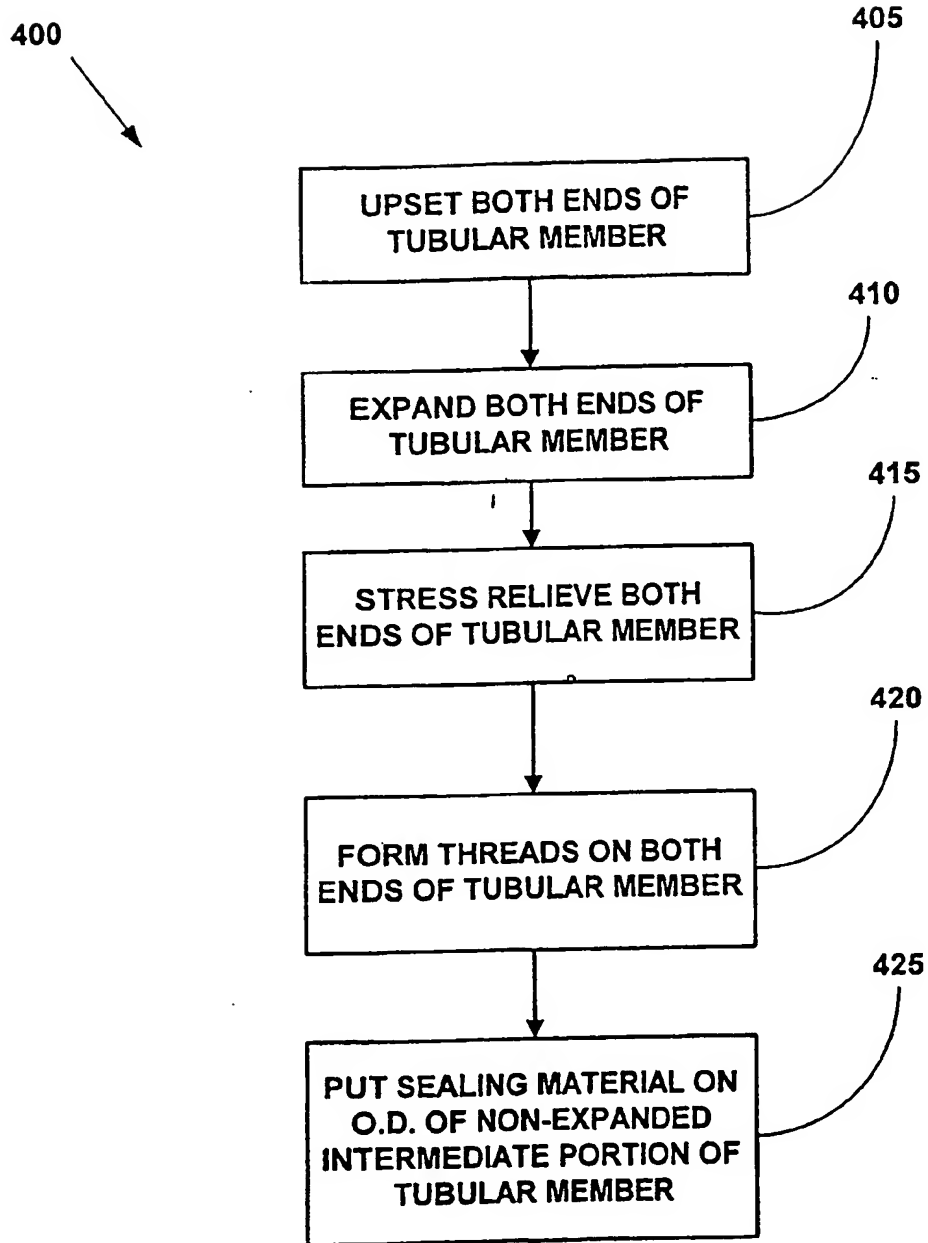 400
405
UPSET BOTH ENDS OF
TUBULAR MEMBER
410
EXPAND BOTH ENDS OF
TUBULAR MEMBER
415
STRESS RELIEVE BOTH
ENDS OF TUBULAR MEMBER
420
FORM THREADS ON BOTH
ENDS OF TUBULAR MEMBER
425
PUT SEALING MATERIAL ON
O.D. OF NON-EXPANDED
INTERMEDIATE PORTION OF
TUBULAR MEMBER